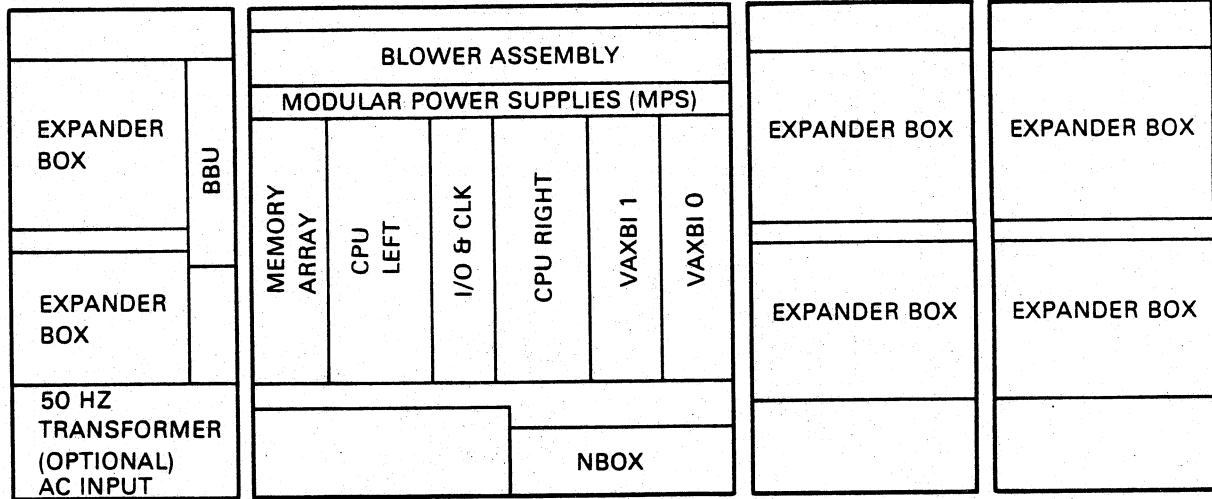 EXPANDER
BOX
BBU
EXPANDER
BOX
50 HZ
TRANSFORMER
(OPTIONAL)
AC INPUT
BLOWER ASSEMBLY
MODULAR POWER SUPPLIES (MPS)
MEMORY
ARRAY
CPU
LEFT
I/O & CLK
CPU RIGHT
VAXBI 1
VAXBI 0
NBOX
EXPANDER BOX
EXPANDER BOX
EXPANDER BOX
EXPANDER BOX